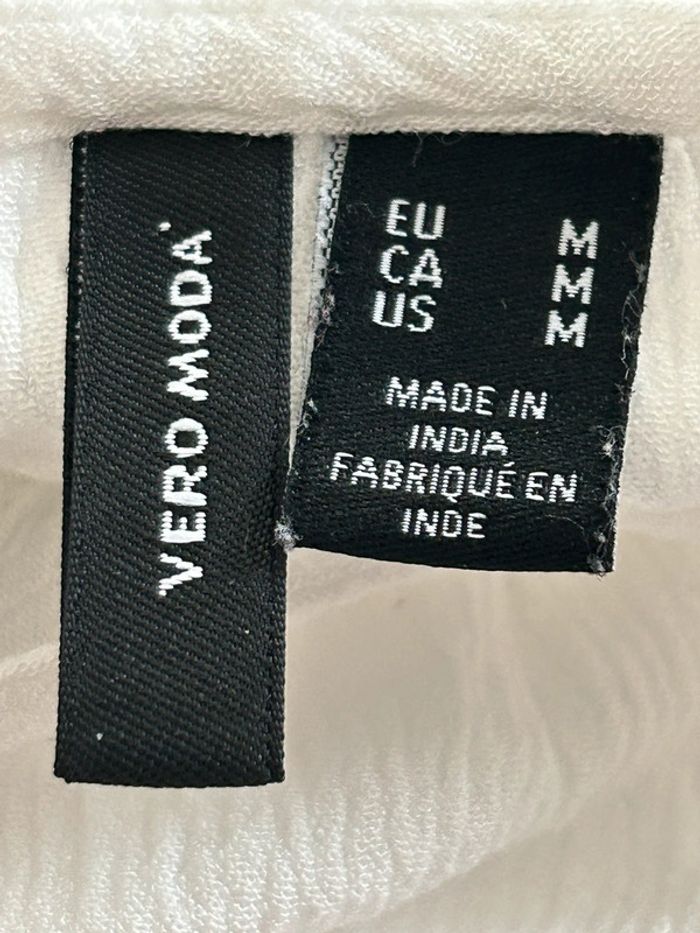 VERO MODA
EU M
CA M
US M
MADE IN
INDIA
FABRIQUÉ EN
INDE